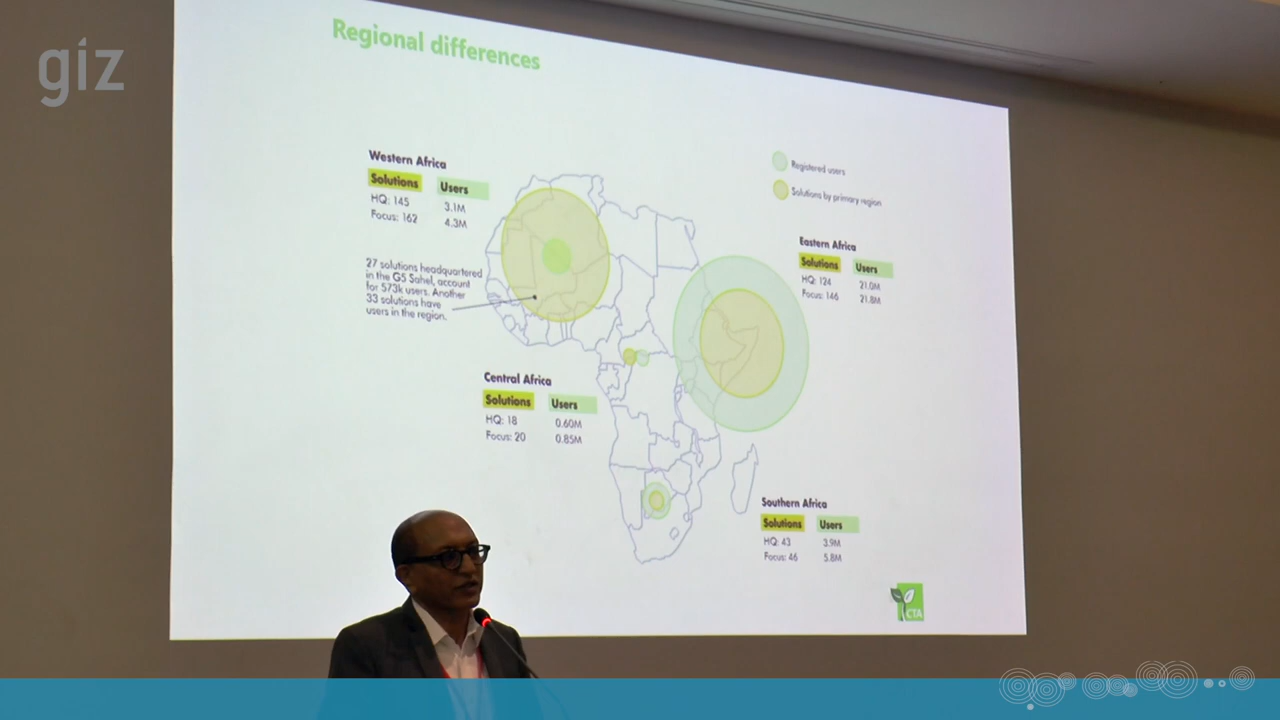 giz
Regional differences
Western Africa
Solutions Users
HQ: 145 3.1M
Focus: 162 4.3M
27 solutions headquartered
in the G5 Sahel, account
for 573k users. Another
33 solutions have
users in the region.
Registered users
Solutions by primary region
Eastern Africa
Solutions Users
HQ: 124 21.0M
Focus: 146 21.8M
Central Africa
Solutions Users
HQ: 18 0.60M
Focus: 20 0.85M
Southern Africa
Solutions Users
HQ: 43 3.9M
Focus: 46 5.8M
CTA